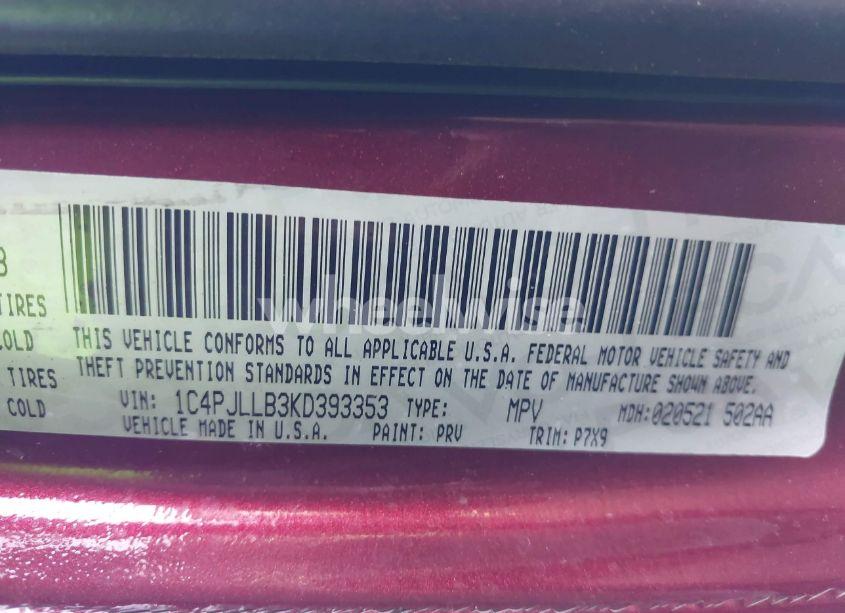 THIS VEHICLE CONFORMS TO ALL APPLICABLE U.S.A. FEDERAL MOTOR VEHICLE SAFETY AND
TIRES
THEFT PREVENTION STANDARDS IN EFFECT ON THE DATE OF MANUFACTURE SHOWN ABOVE.
COLD
VIN: 1C4PJLLB3KD393353 TYPE: MPV MDH:020521 502AA
TIRES
VEHICLE MADE IN U.S.A. PAINT: PRV TRIM: P7X9
COLD
wheelwise